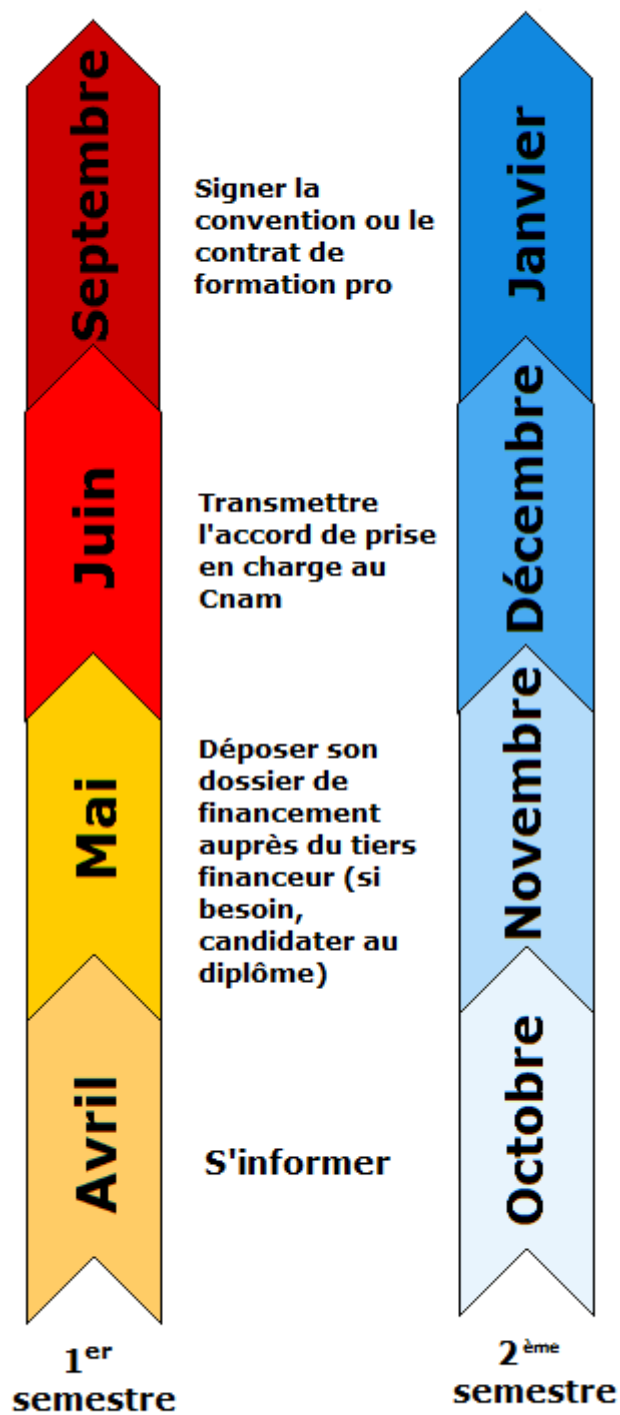 Septembre
Signer la
convention ou le
contrat de
formation pro
Janvier
Juin
Transmettre
l'accord de prise
en charge au
Cnam
Décembre
Mai
Déposer son
dossier de
financement
auprès du tiers
financeur (si
besoin,
candidater au
diplôme)
Novembre
Avril
S'informer
Octobre
1er
semestre
2ème
semestre